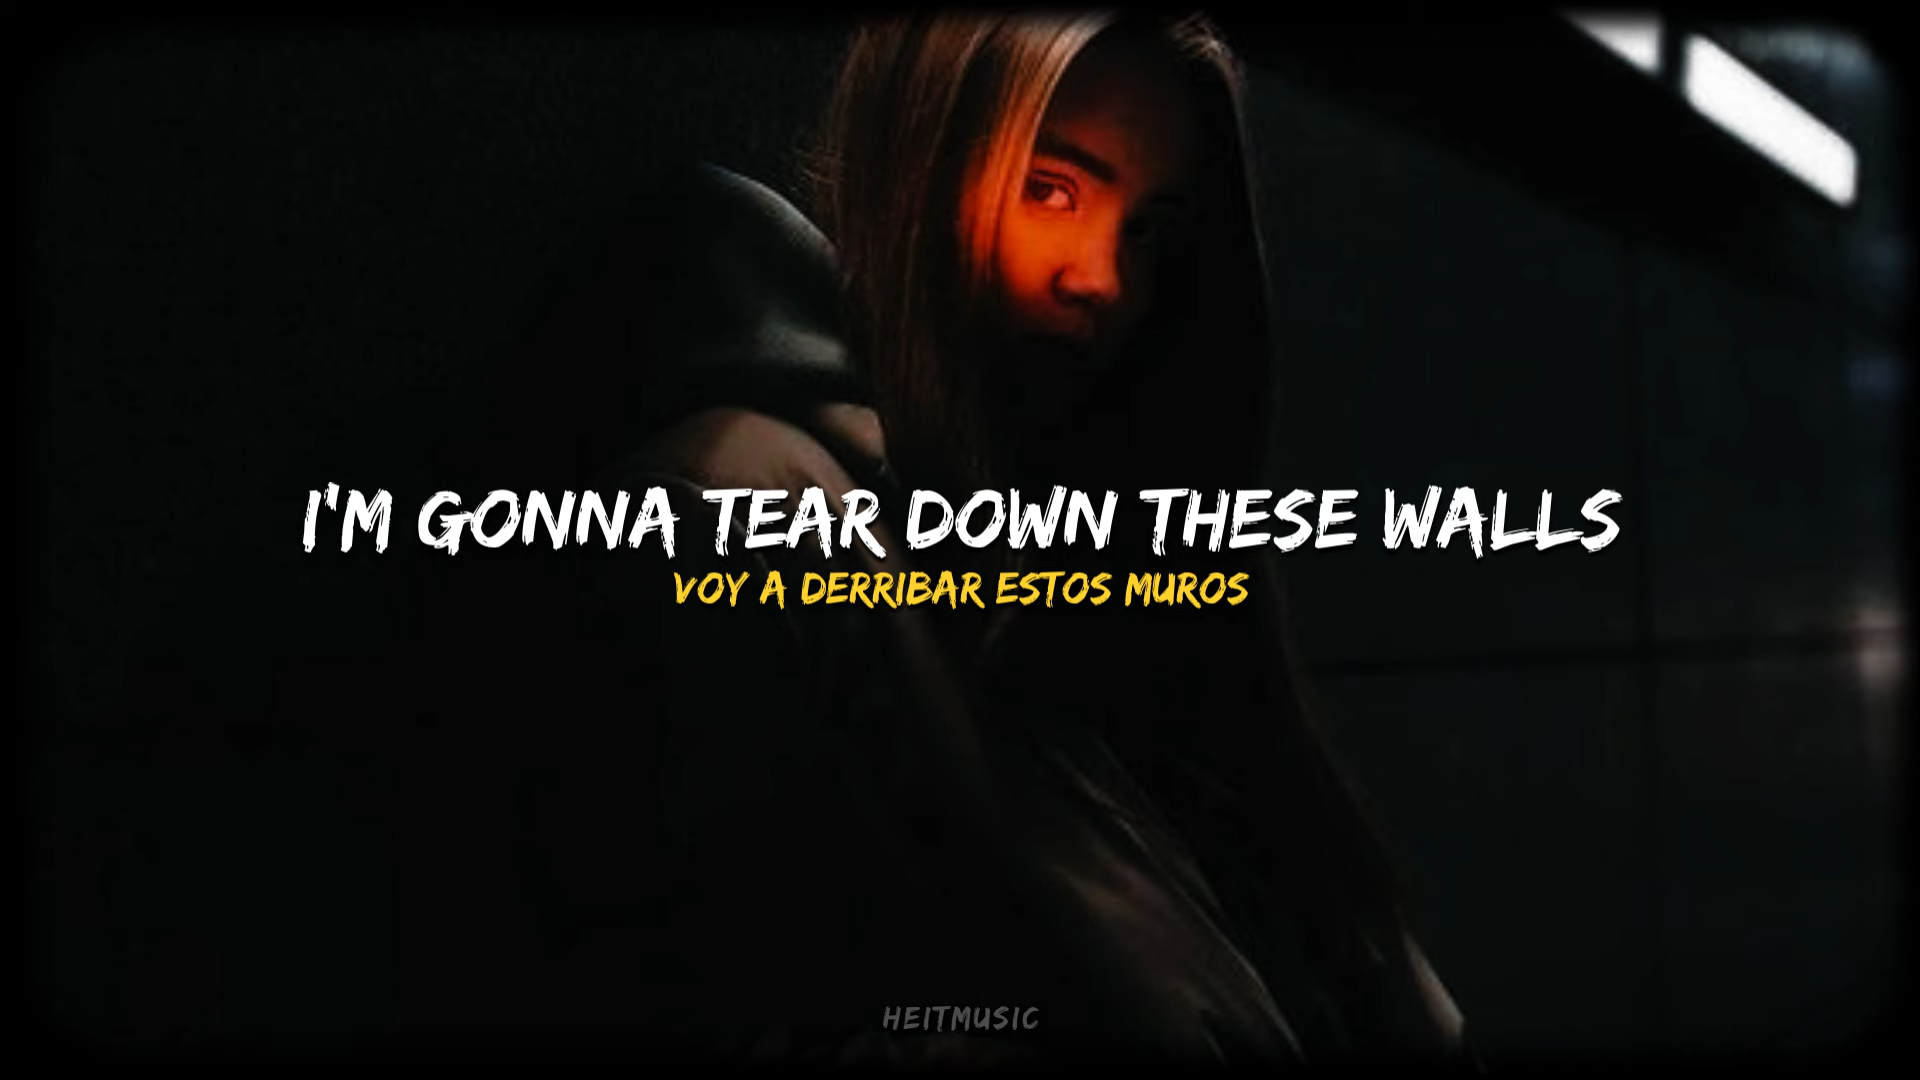 I'M GONNA TEAR DOWN THESE WALLS
VOY A DERRIBAR ESTOS MUROS
HEITMUSIC